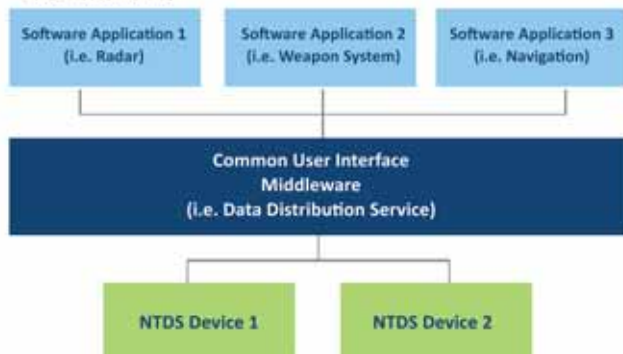 Software Application 1
(i.e. Radar)
Software Application 2
(i.e. Weapon System)
Software Application 3
(i.e. Navigation)
Common User Interface
Middleware
(i.e. Data Distribution Service)
NTDS Device 1
NTDS Device 2